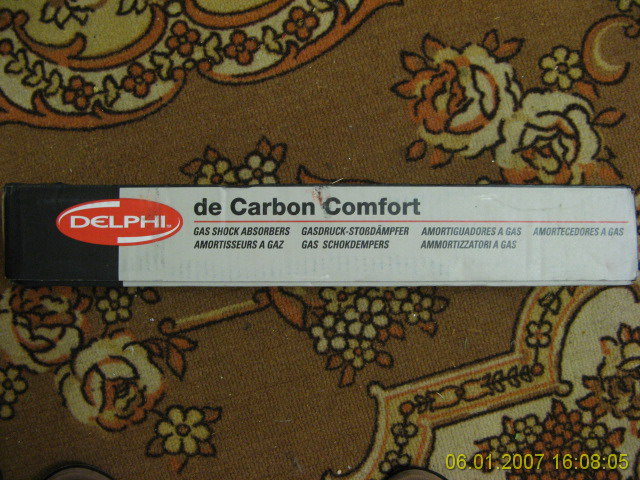 DELPHI
de Carbon Comfort
GAS SHOCK ABSORBERS GASDRUCK-STOßDÄMPFER AMORTIGUADORES A GAS AMORTECEDORES A GAS
AMORTISSEURS A GAZ GAS SCHOKDEMPERS AMMORTIZZATORI A GAS
06.01.2007 16:08:05